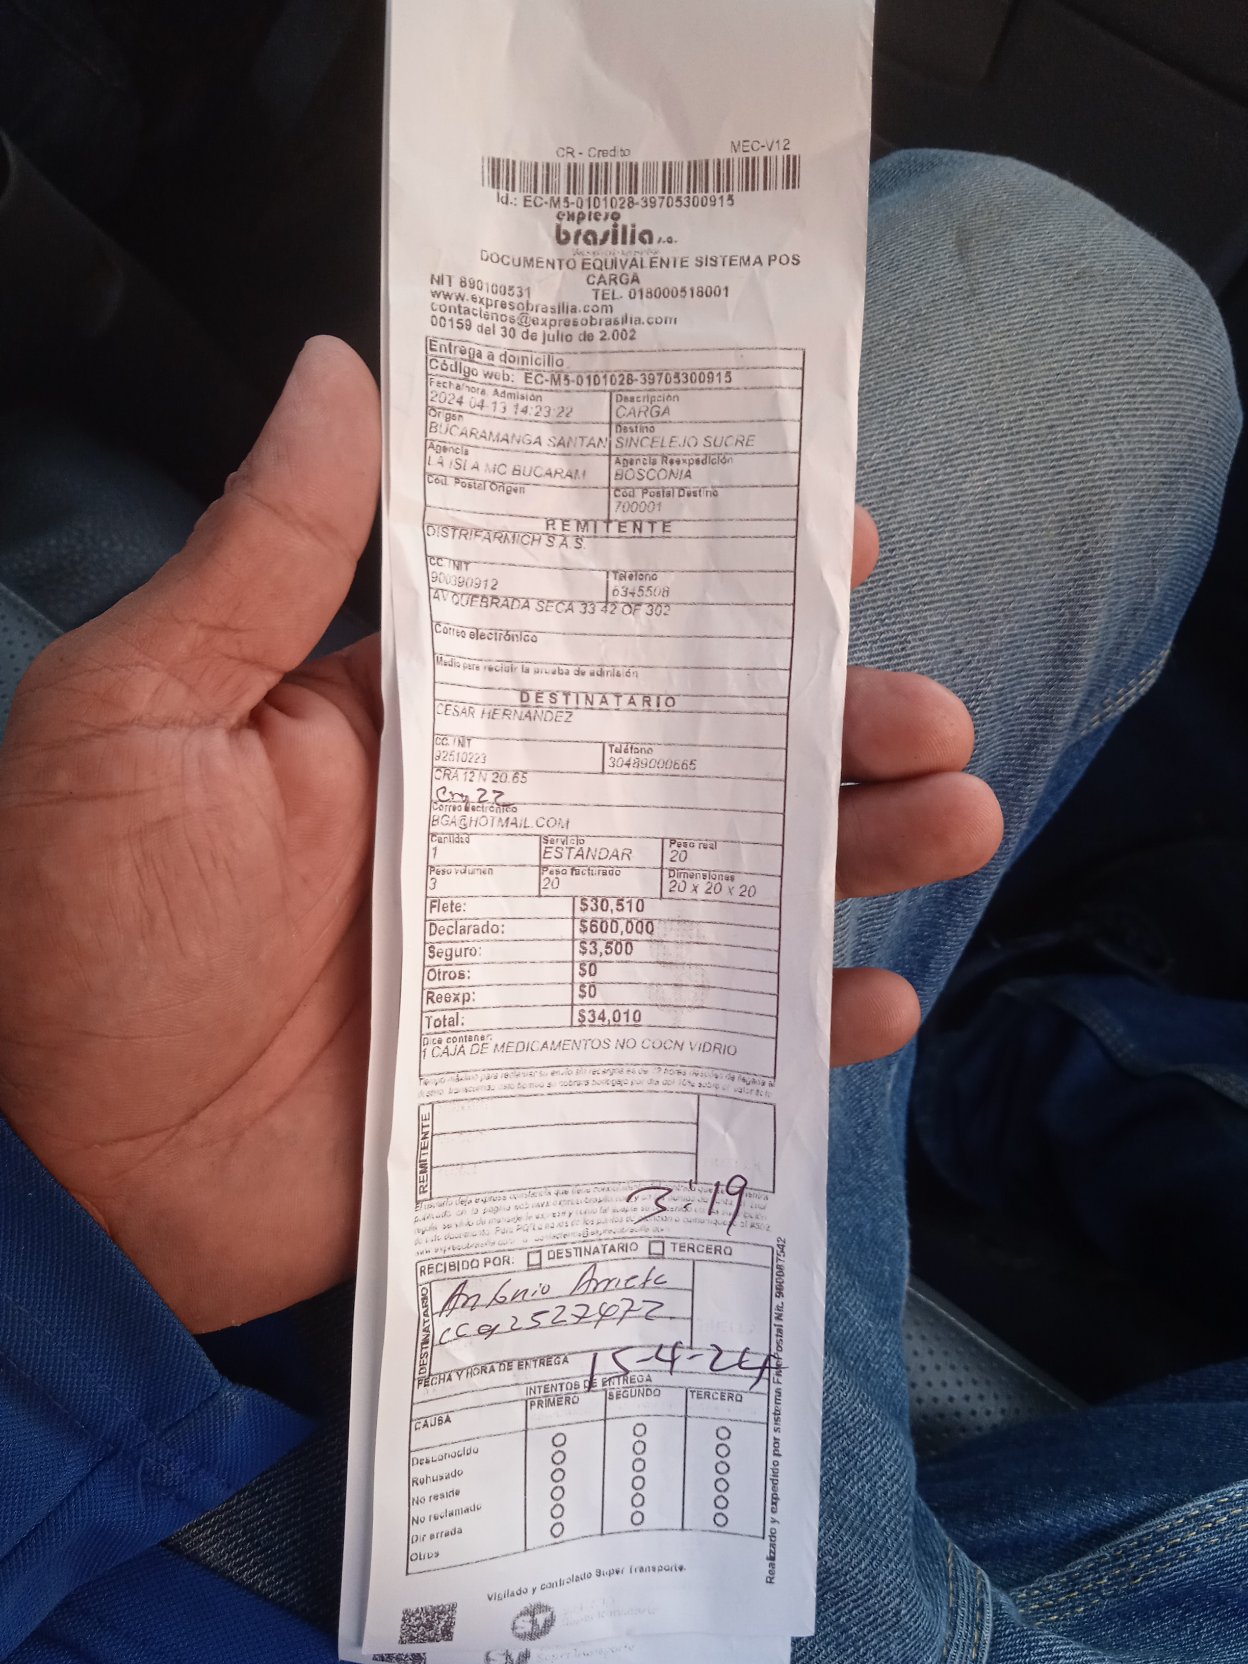 CR - Credito MEC-V12
Id.: EC-M5-0101028-39705300915
expreso
brasilia s.a.
DOCUMENTO EQUIVALENTE SISTEMA POS
CARGA
NIT 890100531 TEL. 018000518001
www.expresobrasilia.com
contactenos@expresobrasilia.com
00159 del 30 de julio de 2.002
Entrega a domicilio
Código web: EC-M5-0101028-39705300915
Fecha/hora Admisión Descripción
2024-04-13 14:23:22 CARGA
Origen Destino
BUCARAMANGA SANTAN SINCELEJO SUCRE
Agencia Agencia Reexpedición
LA ISLA MC BUCARAM BOSCONIA
Cod. Postal Origen Cod. Postal Destino
700001
REMITENTE
DISTRIFARMICH S.A.S.
CC. / NIT Teléfono
900390912 6345508
AV QUEBRADA SECA 33 42 OF 302
Correo electrónico
Medio para recibir la prueba de admisión
DESTINATARIO
CESAR HERNANDEZ
CC. / NIT Teléfono
92510223 30489000665
CRA 12 N 20.65
Cry 22
Correo electrónico
BGA@HOTMAIL.COM
Cantidad Servicio Peso real
1 ESTANDAR 20
Peso volumen Peso facturado Dimensiones
3 20 20 x 20 x 20
Flete: $30,510
Declarado: $600,000
Seguro: $3,500
Otros: $0
Reexp: $0
Total: $34,010
Dice contener:
1 CAJA DE MEDICAMENTOS NO COCN VIDRIO
REMITENTE
3 19
RECIBIDO POR: DESTINATARIO TERCERO
DESTINATARIO
Antonio Arrieta
CC 92527472
FECHA Y HORA DE ENTREGA 15-4-24
INTENTOS DE ENTREGA
CAUSA PRIMERO SEGUNDO TERCERO
Desconocido
Rehusado
No reside
No reclamado
Dir errada
Otros
Realizado y expedido por sistema FivePostal Nit. 900087542
Vigilado y controlado Super Transporte.